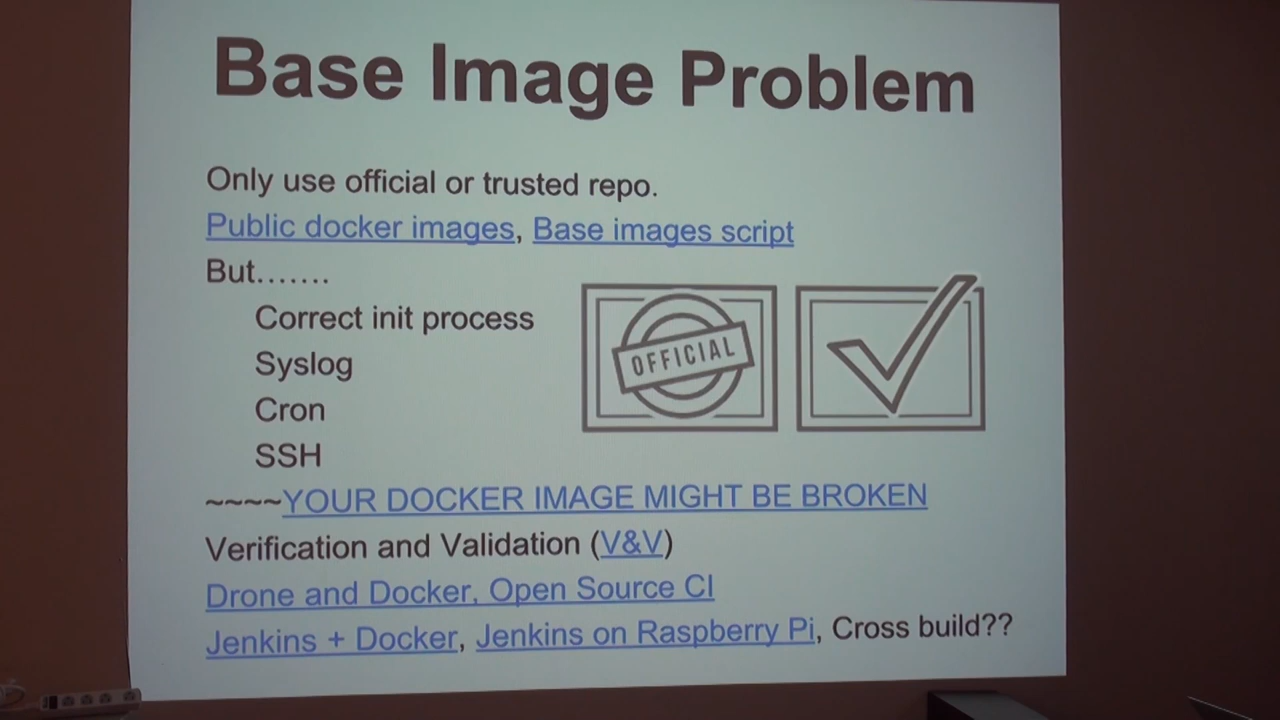 Base Image Problem
Only use official or trusted repo.
Public docker images, Base images script
But.......
Correct init process
Syslog
Cron
SSH
OFFICIAL
~~~~YOUR DOCKER IMAGE MIGHT BE BROKEN
Verification and Validation (V&V)
Drone and Docker, Open Source CI
Jenkins + Docker, Jenkins on Raspberry Pi, Cross build??